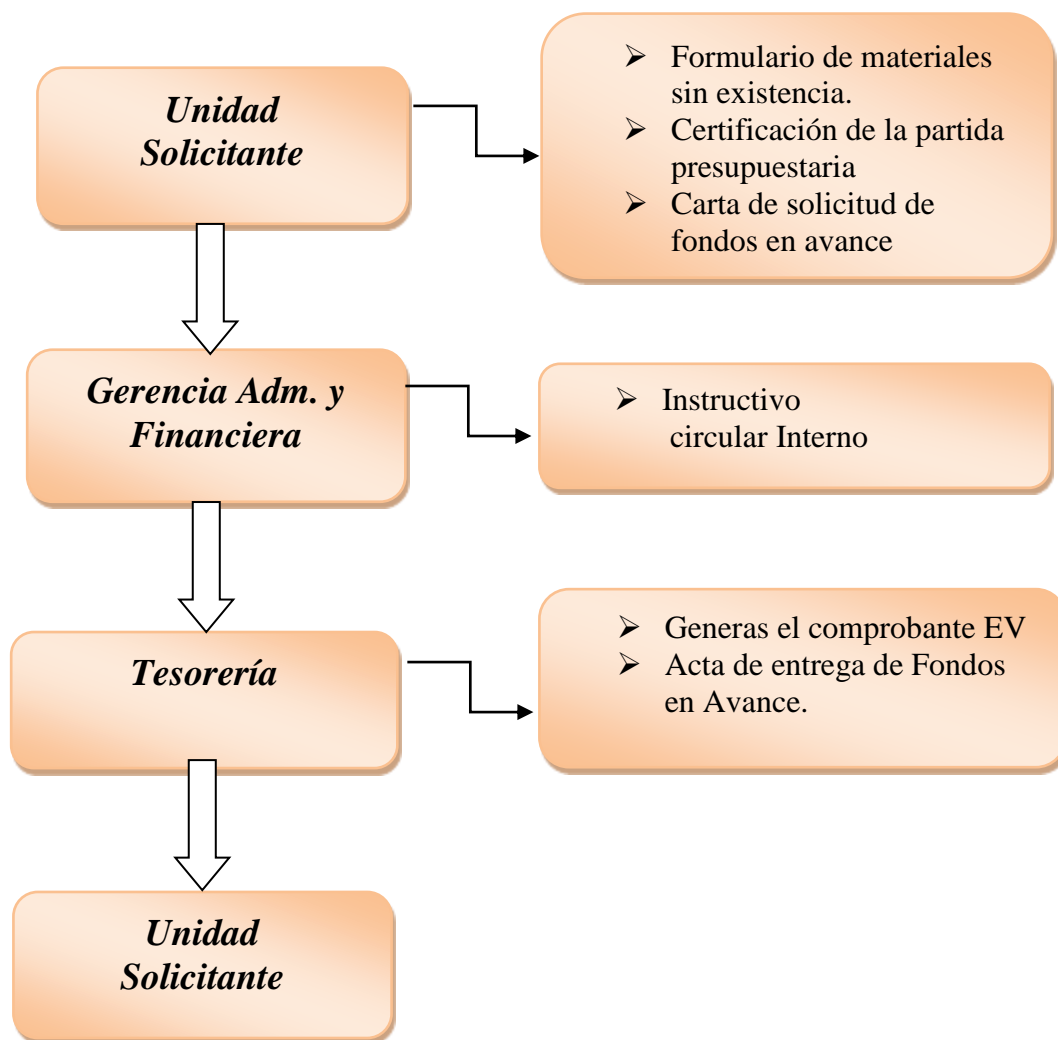 Unidad
Solicitante
➢ Formulario de materiales
sin existencia.
➢ Certificación de la partida
presupuestaria
➢ Carta de solicitud de
fondos en avance
Gerencia Adm. y
Financiera
➢ Instructivo
circular Interno
Tesorería
➢ Generas el comprobante EV
➢ Acta de entrega de Fondos
en Avance.
Unidad
Solicitante